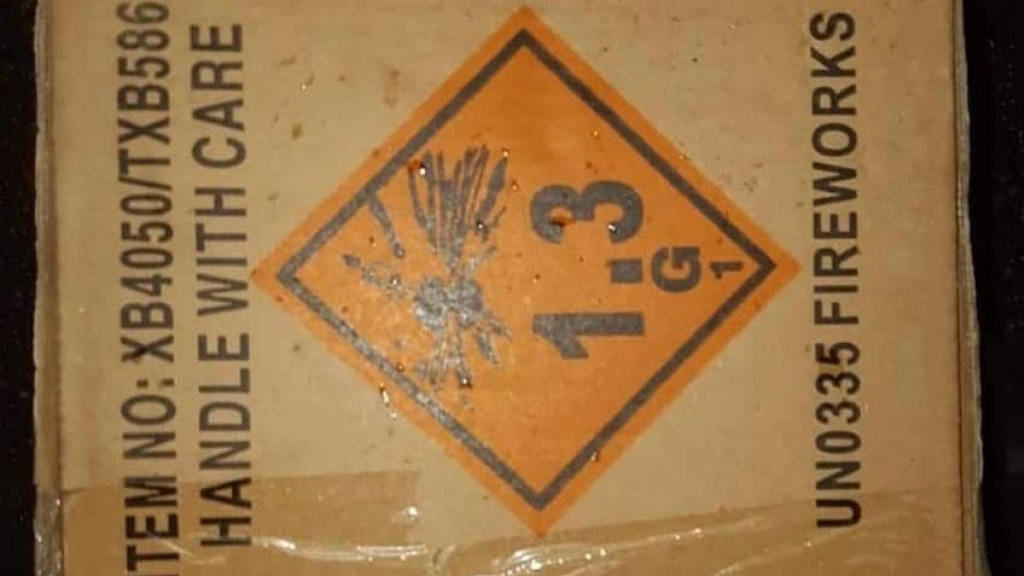 ITEM NO: XB4050/TXB586
HANDLE WITH CARE
1.3
G
1
UN0335 FIREWORKS